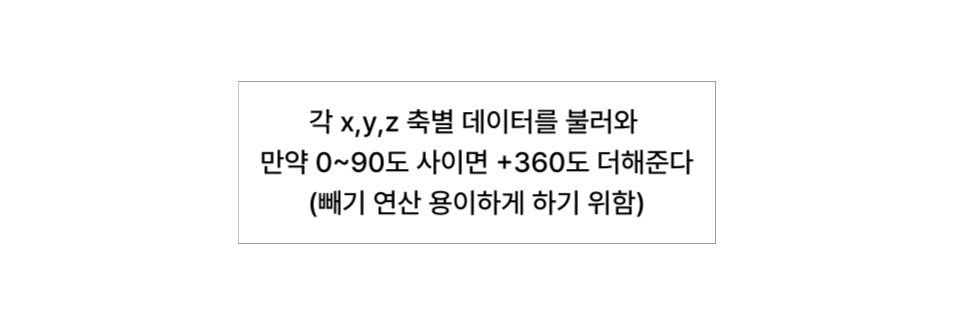 각 x,y,z 축별 데이터를 불러와
만약 0~90도 사이면 +360도 더해준다
(빼기 연산 용이하게 하기 위함)